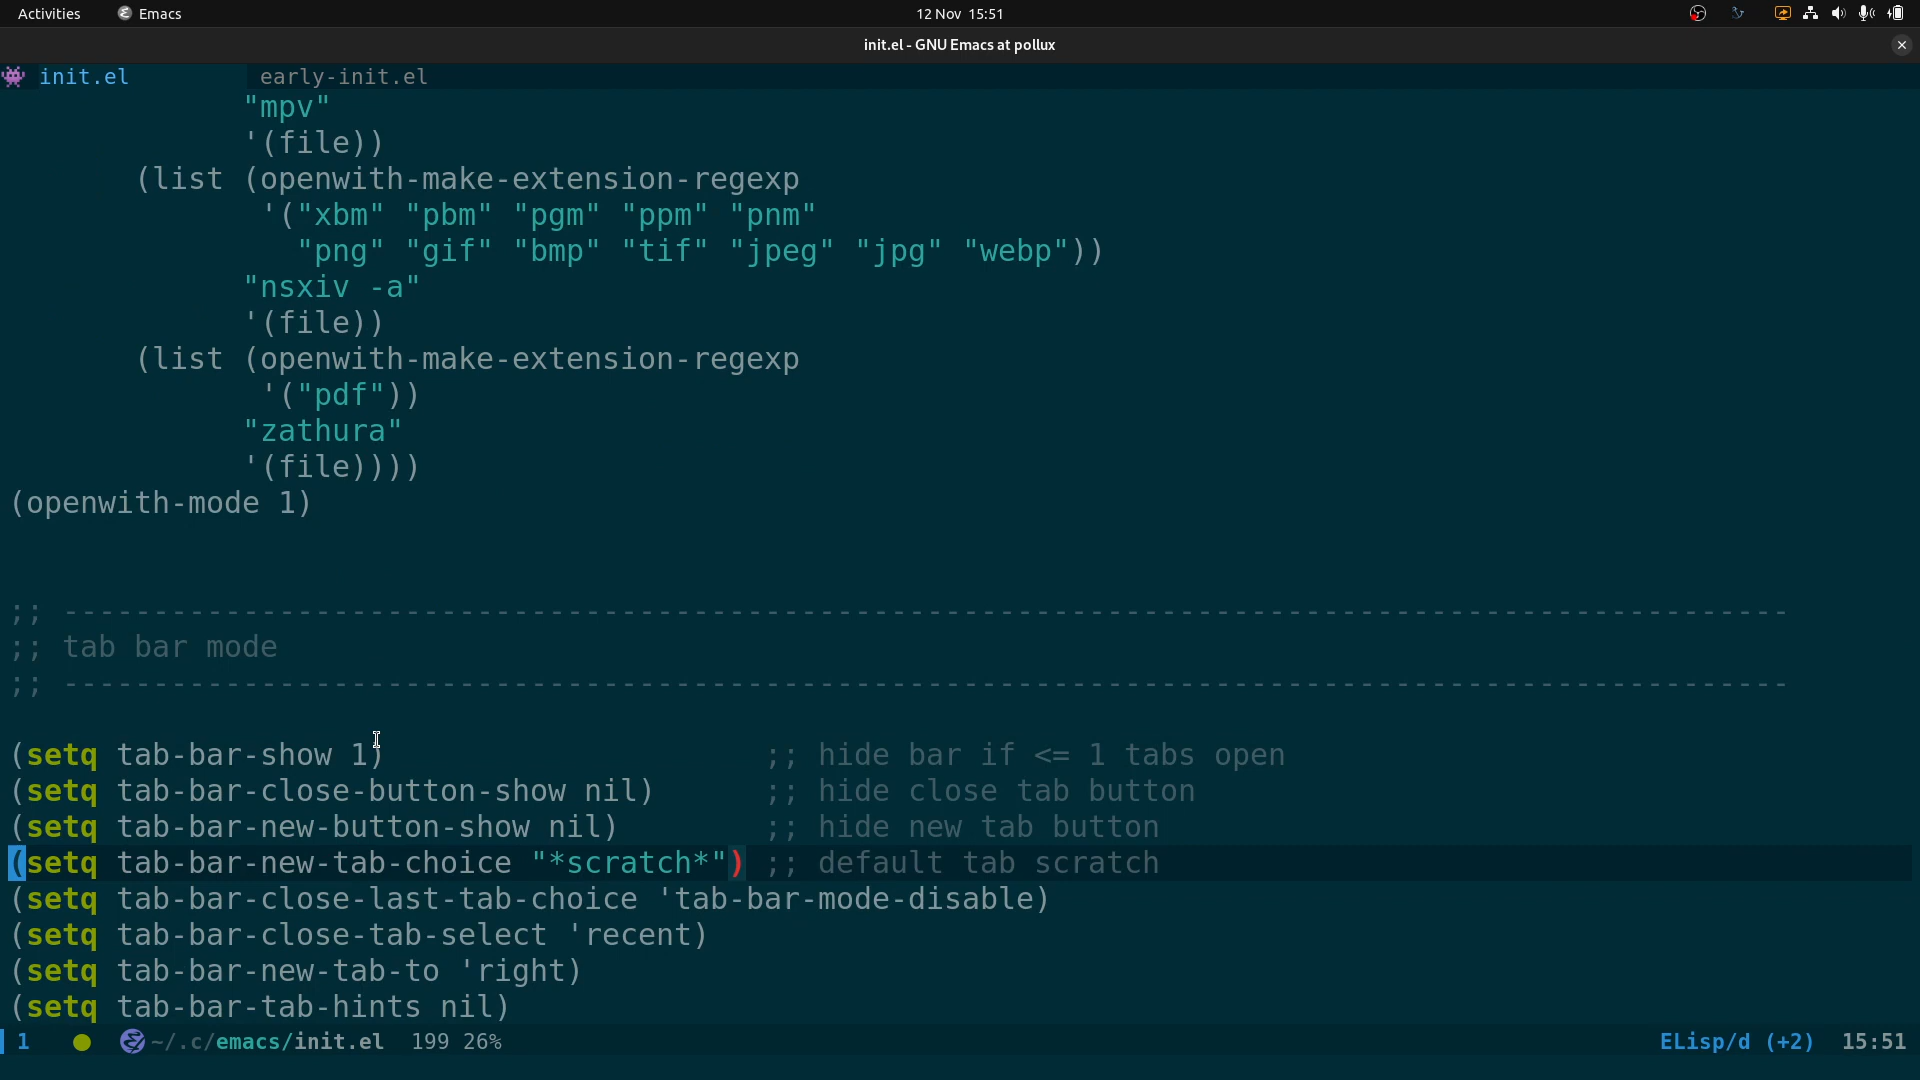 Activities Emacs 12 Nov 15:51
init.el - GNU Emacs at pollux
init.el early-init.el
"mpv"
'(file))
(list (openwith-make-extension-regexp
'("xbm" "pbm" "pgm" "ppm" "pnm"
"png" "gif" "bmp" "tif" "jpeg" "jpg" "webp"))
"nsxiv -a"
'(file))
(list (openwith-make-extension-regexp
'("pdf"))
"zathura"
'(file))))
(openwith-mode 1)
;; ------------------------------------------------------------------------------------------------
;; tab bar mode
;; ------------------------------------------------------------------------------------------------
(setq tab-bar-show 1) ;; hide bar if <= 1 tabs open
(setq tab-bar-close-button-show nil) ;; hide close tab button
(setq tab-bar-new-button-show nil) ;; hide new tab button
(setq tab-bar-new-tab-choice "*scratch*") ;; default tab scratch
(setq tab-bar-close-last-tab-choice 'tab-bar-mode-disable)
(setq tab-bar-close-tab-select 'recent)
(setq tab-bar-new-tab-to 'right)
(setq tab-bar-tab-hints nil)
1 ~/.c/emacs/init.el 199 26% ELisp/d (+2) 15:51